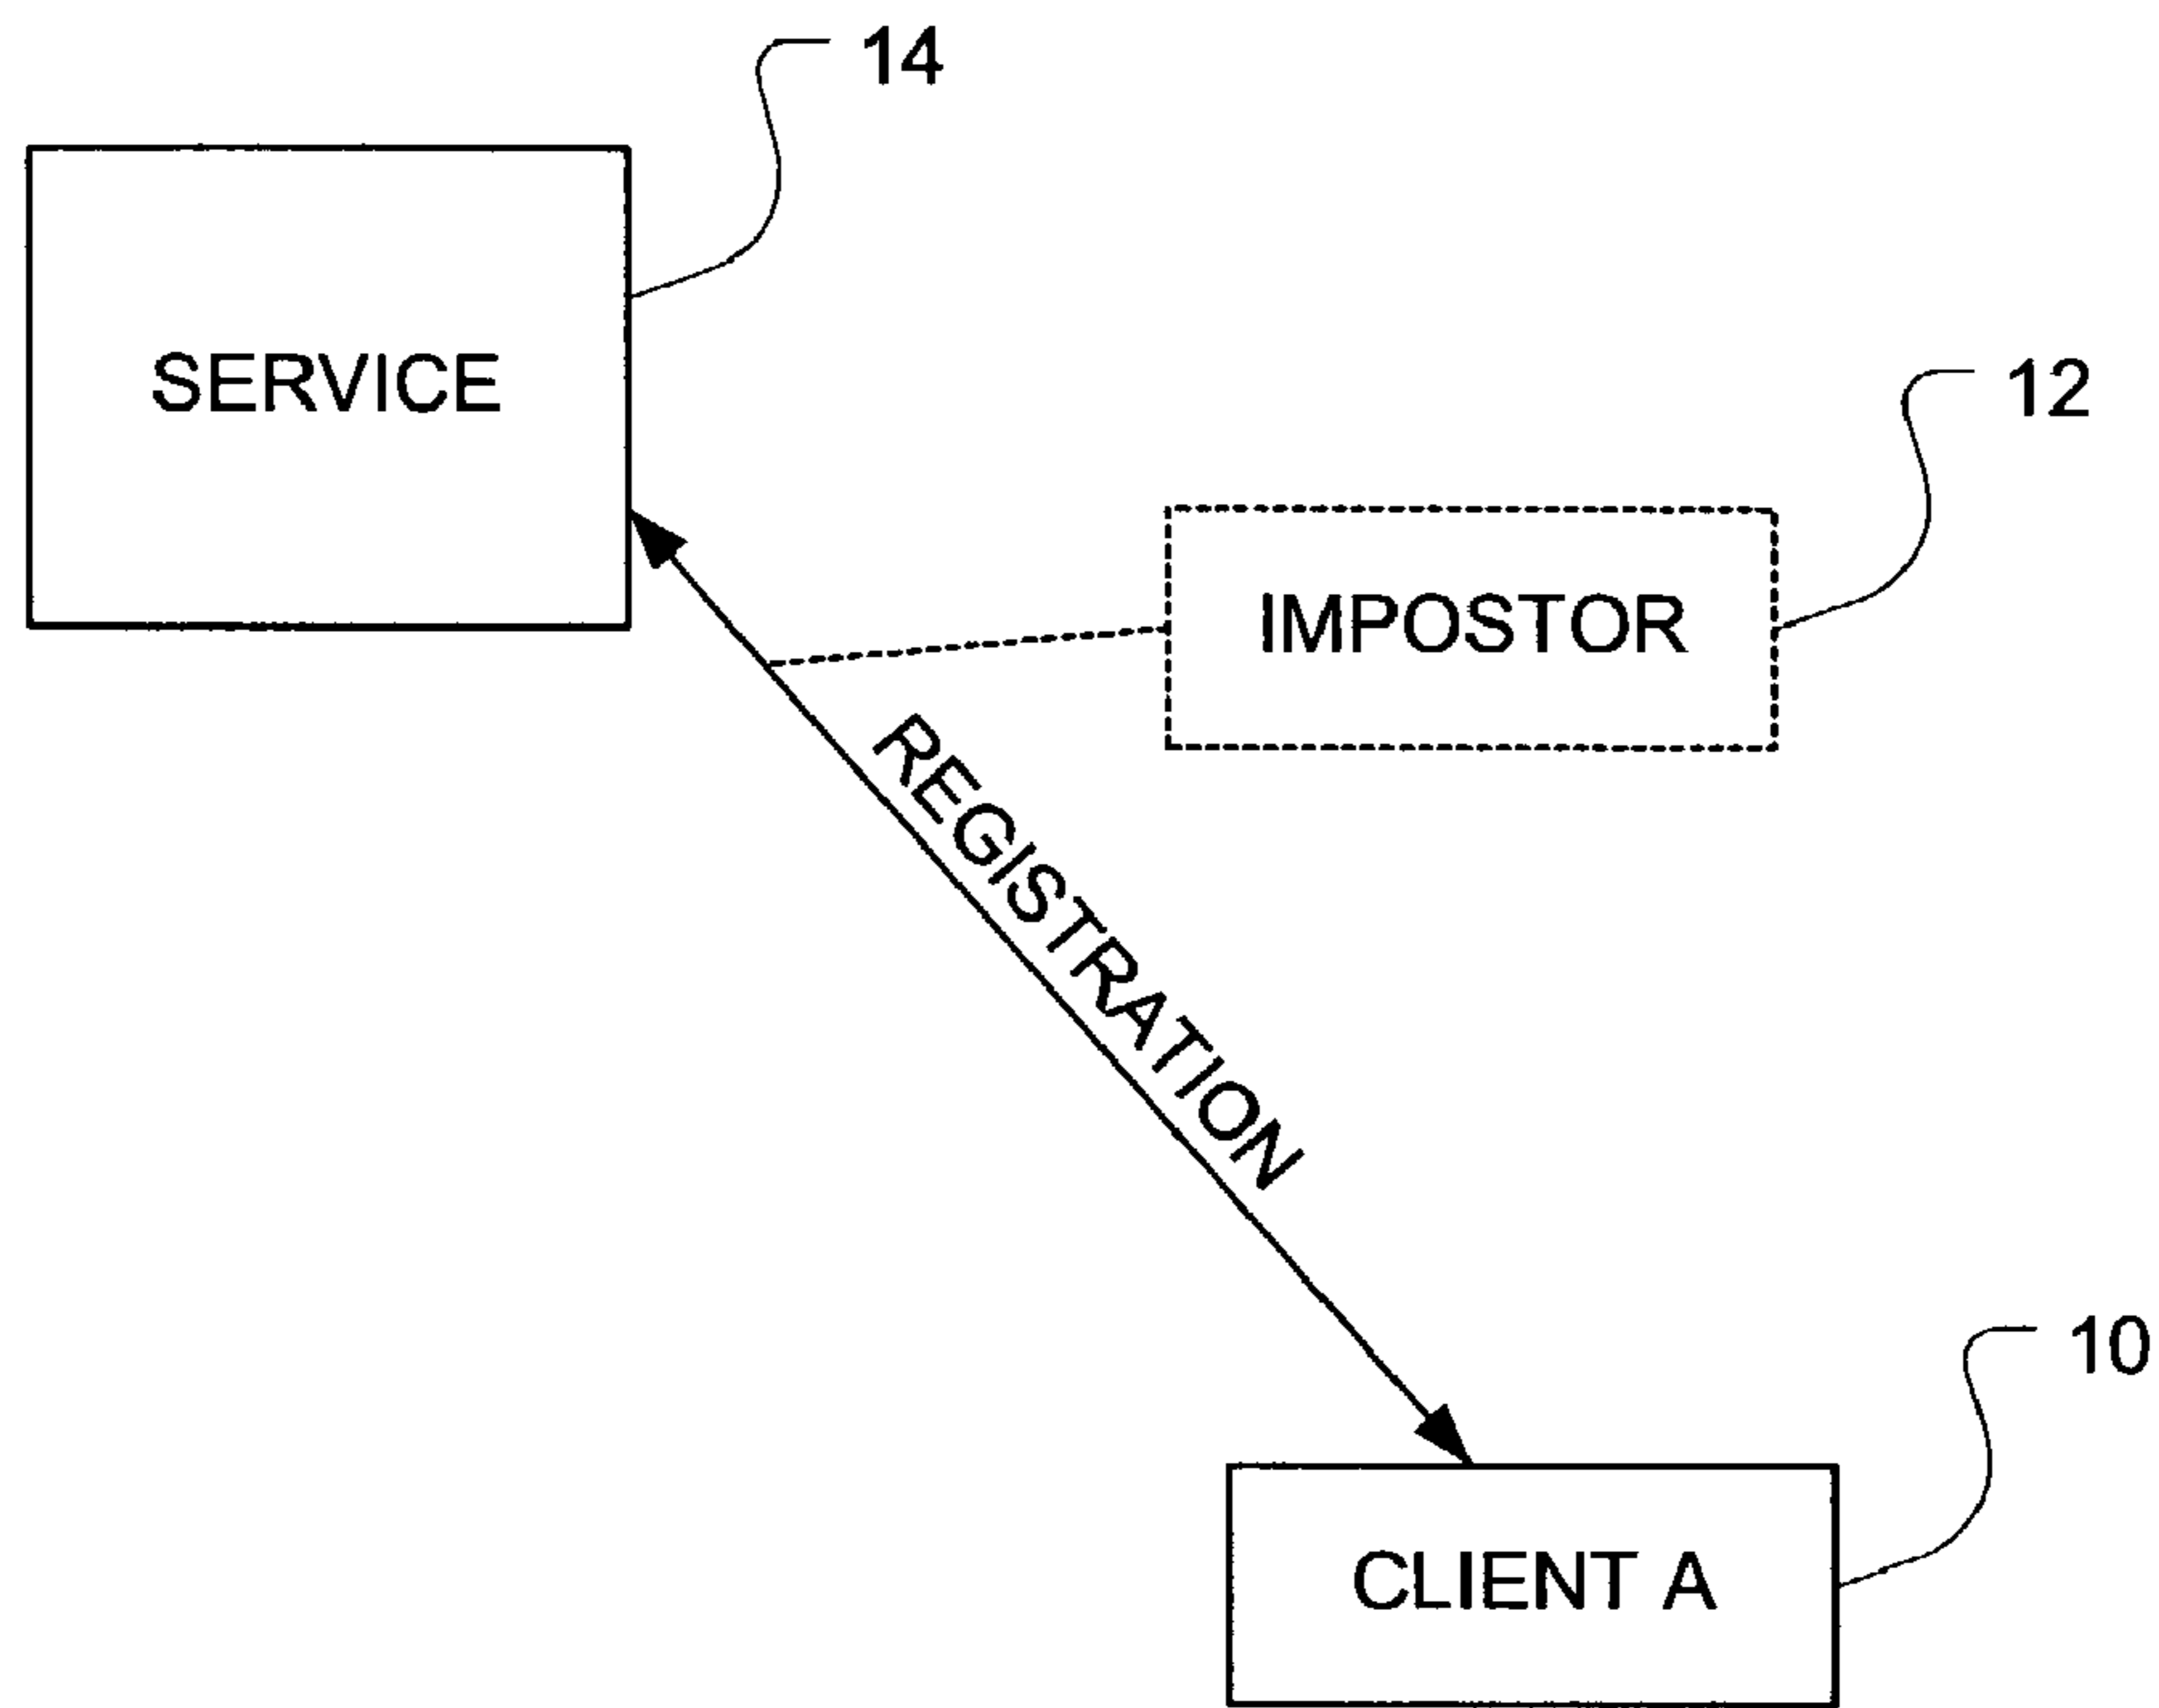 14
SERVICE
12
IMPOSTOR
REGISTRATION
10
CLIENT A